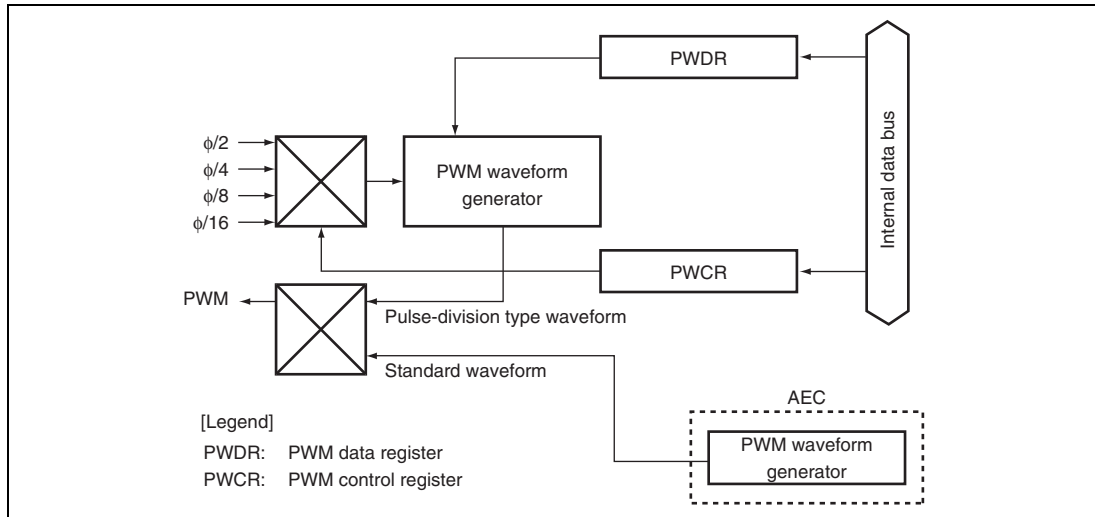 PWDR
ϕ/2
ϕ/4
ϕ/8
ϕ/16
PWM waveform
generator
Internal data bus
PWCR
PWM
Pulse-division type waveform
Standard waveform
AEC
PWM waveform
generator
[Legend]
PWDR: PWM data register
PWCR: PWM control register